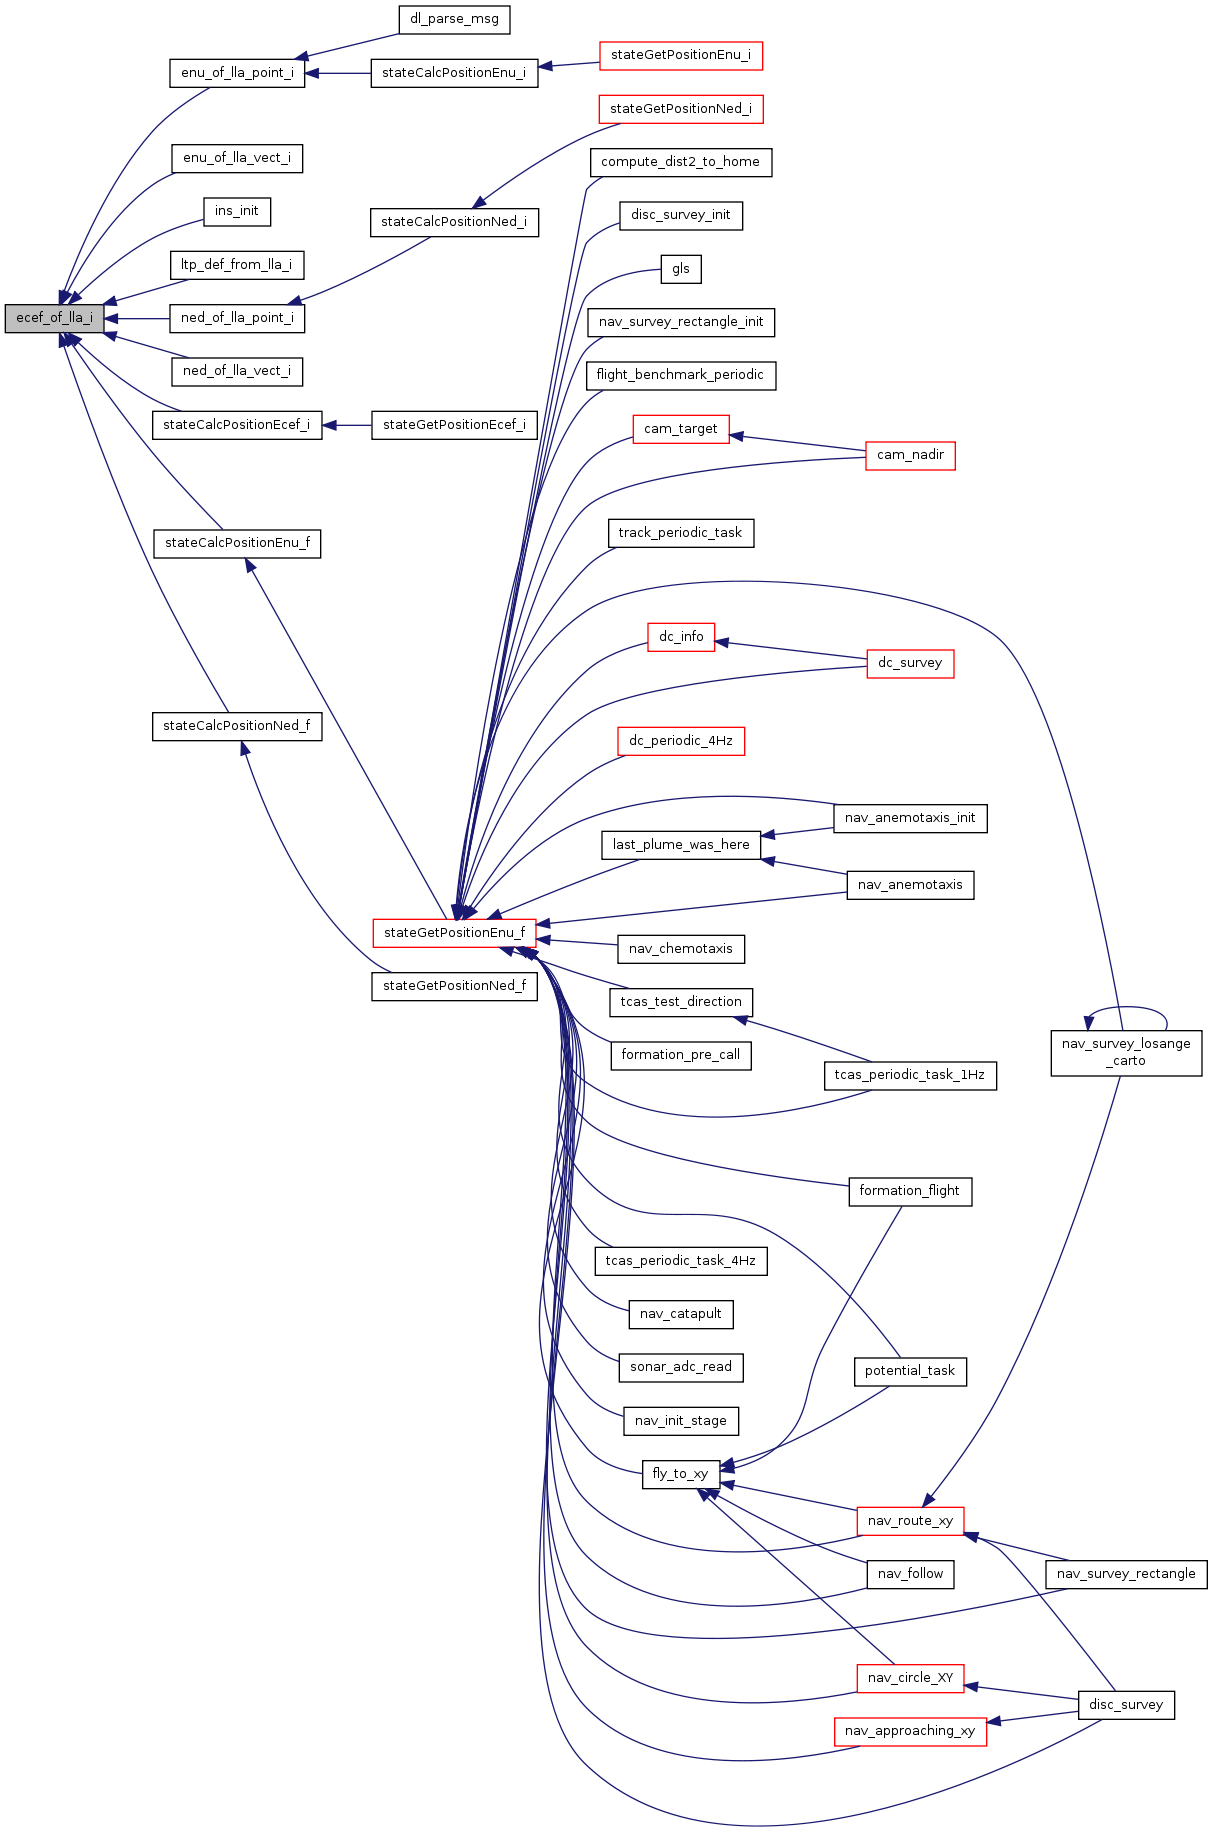 dl_parse_msg
enu_of_lla_point_i
stateCalcPositionEnu_i
stateGetPositionEnu_i
stateGetPositionNed_i
enu_of_lla_vect_i
compute_dist2_to_home
ins_init
stateCalcPositionNed_i
disc_survey_init
ltp_def_from_lla_i
gls
ecef_of_lla_i
ned_of_lla_point_i
nav_survey_rectangle_init
ned_of_lla_vect_i
flight_benchmark_periodic
stateCalcPositionEcef_i
stateGetPositionEcef_i
cam_target
cam_nadir
track_periodic_task
stateCalcPositionEnu_f
dc_info
dc_survey
stateCalcPositionNed_f
dc_periodic_4Hz
nav_anemotaxis_init
last_plume_was_here
nav_anemotaxis
stateGetPositionEnu_f
nav_chemotaxis
stateGetPositionNed_f
tcas_test_direction
nav_survey_losange
_carto
formation_pre_call
tcas_periodic_task_1Hz
formation_flight
tcas_periodic_task_4Hz
nav_catapult
sonar_adc_read
potential_task
nav_init_stage
fly_to_xy
nav_route_xy
nav_follow
nav_survey_rectangle
nav_circle_XY
disc_survey
nav_approaching_xy